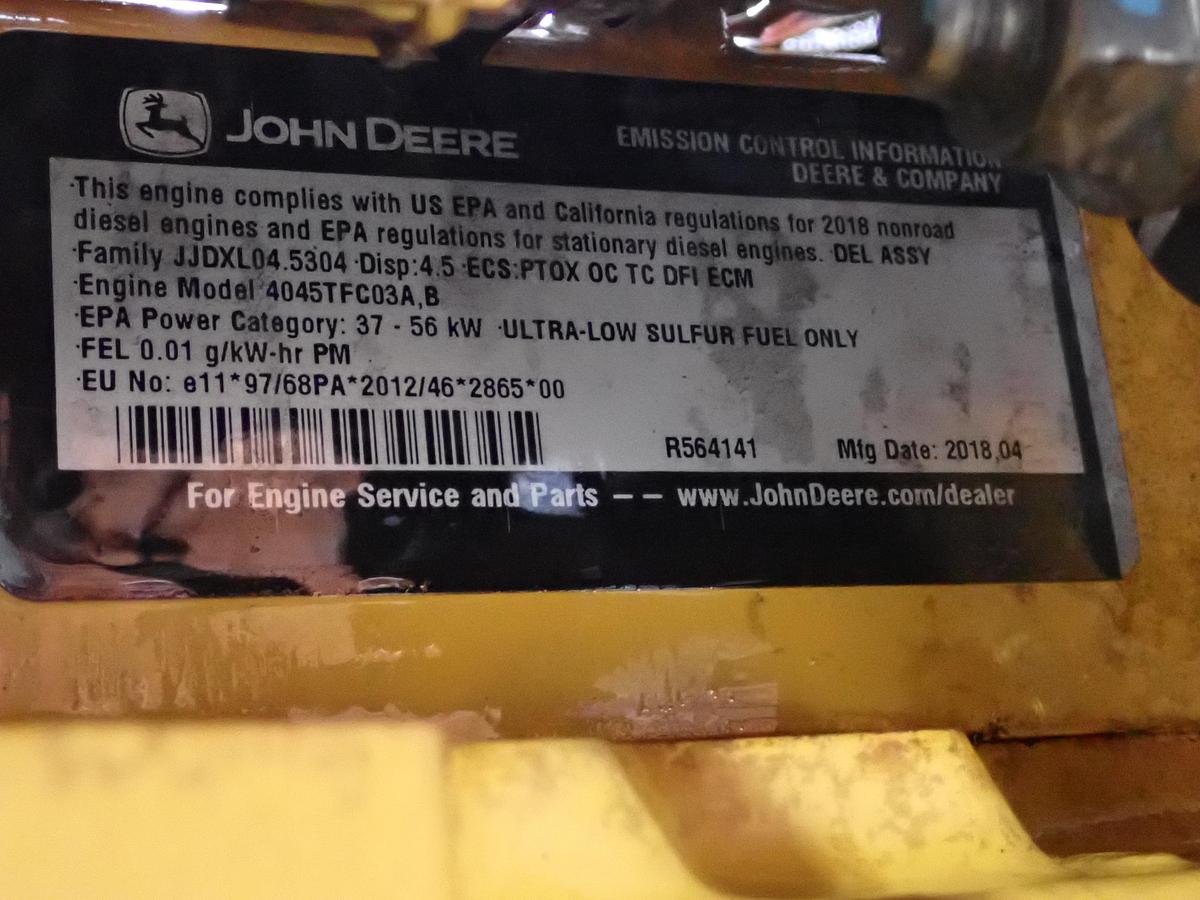 JOHN DEERE
EMISSION CONTROL INFORMATION
DEERE & COMPANY
·This engine complies with US EPA and California regulations for 2018 nonroad
diesel engines and EPA regulations for stationary diesel engines. ·DEL ASSY
·Family JJDXL04.5304 ·Disp:4.5 ·ECS:PTOX OC TC DFI ECM
·Engine Model 4045TFC03A,B
·EPA Power Category: 37 - 56 kW ·ULTRA-LOW SULFUR FUEL ONLY
·FEL 0.01 g/kW-hr PM
·EU No: e11*97/68PA*2012/46*2865*00
R564141 Mfg Date: 2018,04
For Engine Service and Parts -- www.JohnDeere.com/dealer